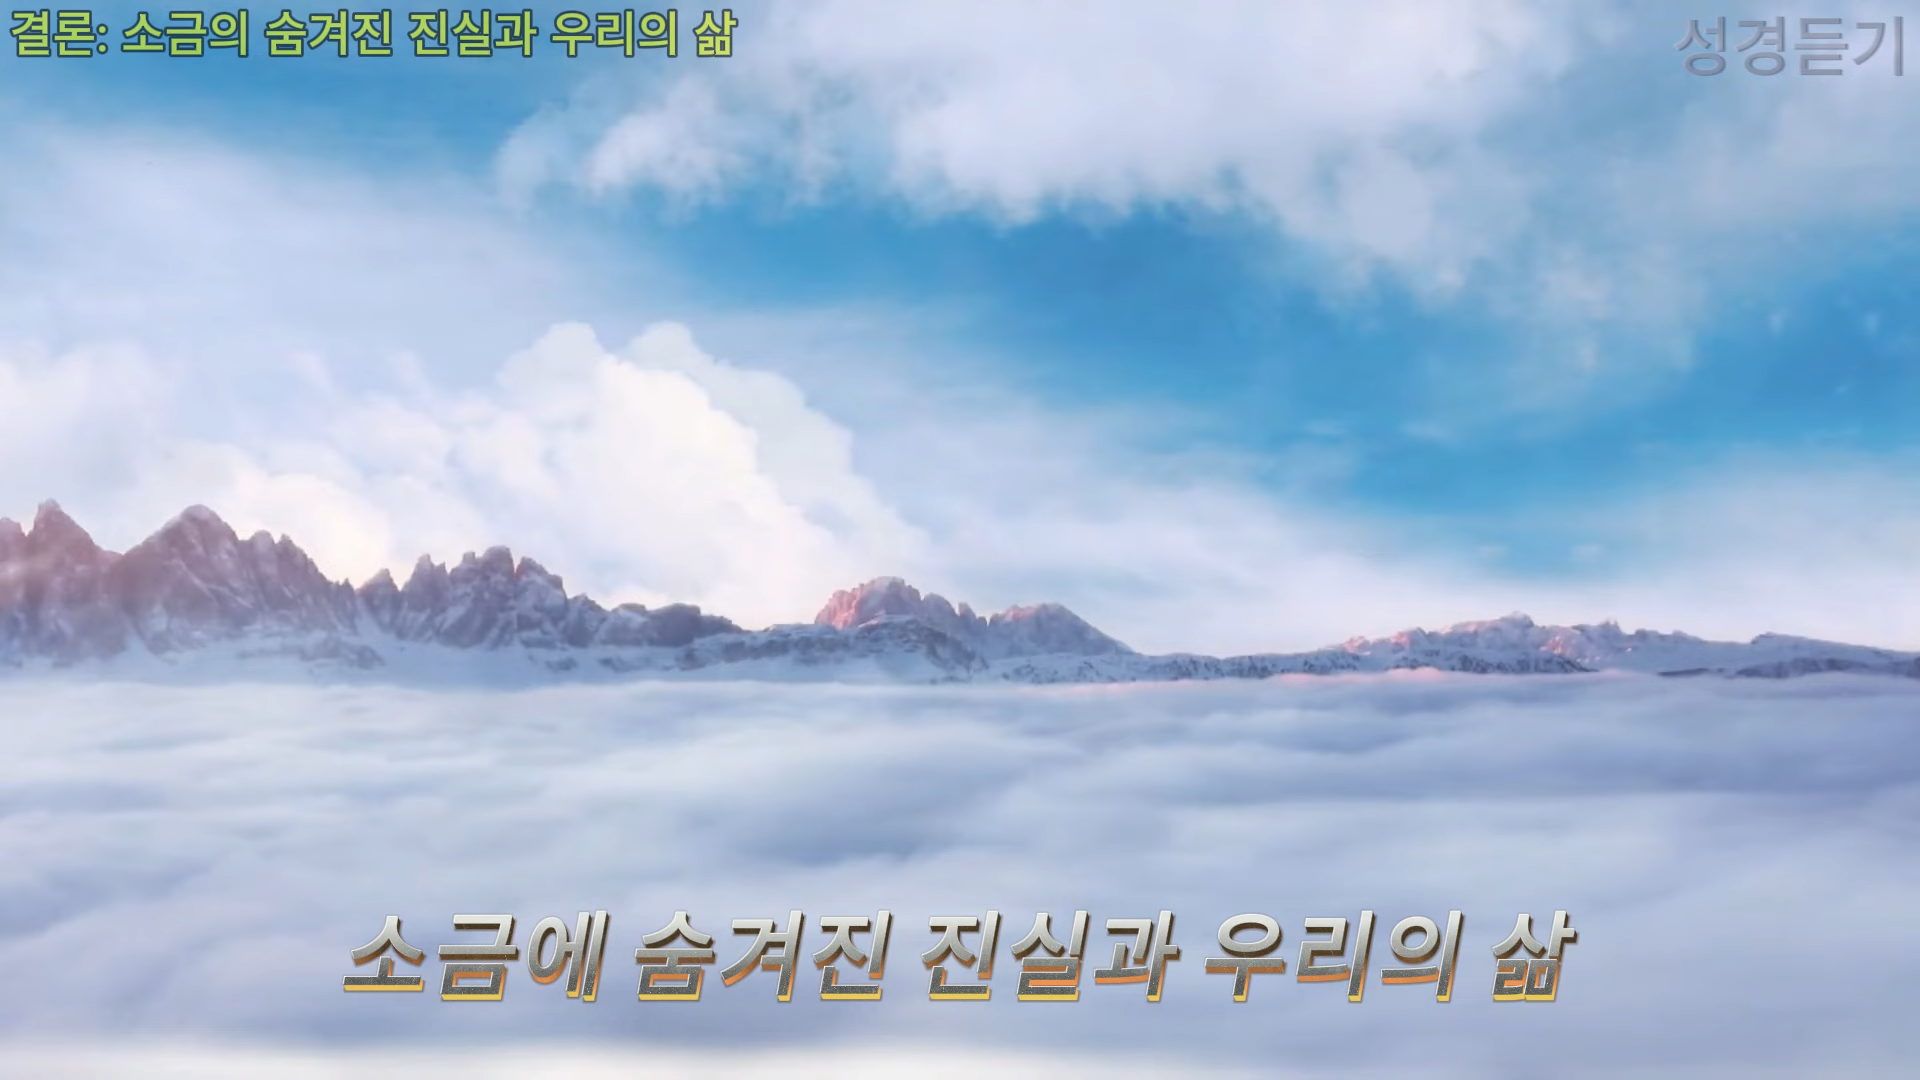 결론: 소금의 숨겨진 진실과 우리의 삶
성경듣기
소금에 숨겨진 진실과 우리의 삶